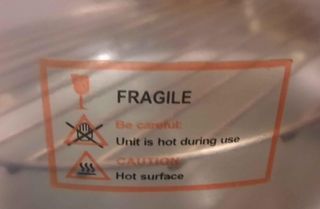 FRAGILE
Be careful:
Unit is hot during use
CAUTION:
Hot surface